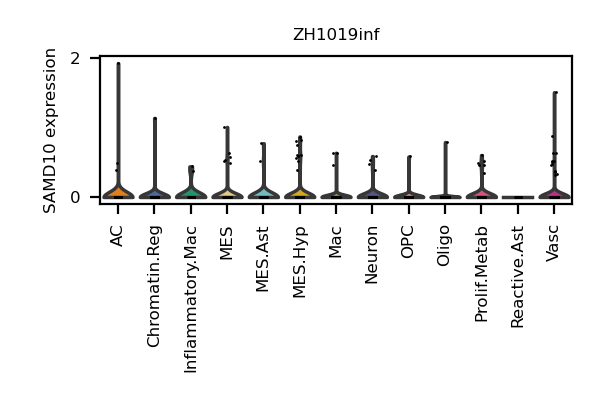 ZH1019inf
SAMD10 expression
2
0
AC
Chromatin.Reg
Inflammatory.Mac
MES
MES.Ast
MES.Hyp
Mac
Neuron
OPC
Oligo
Prolif.Metab
Reactive.Ast
Vasc